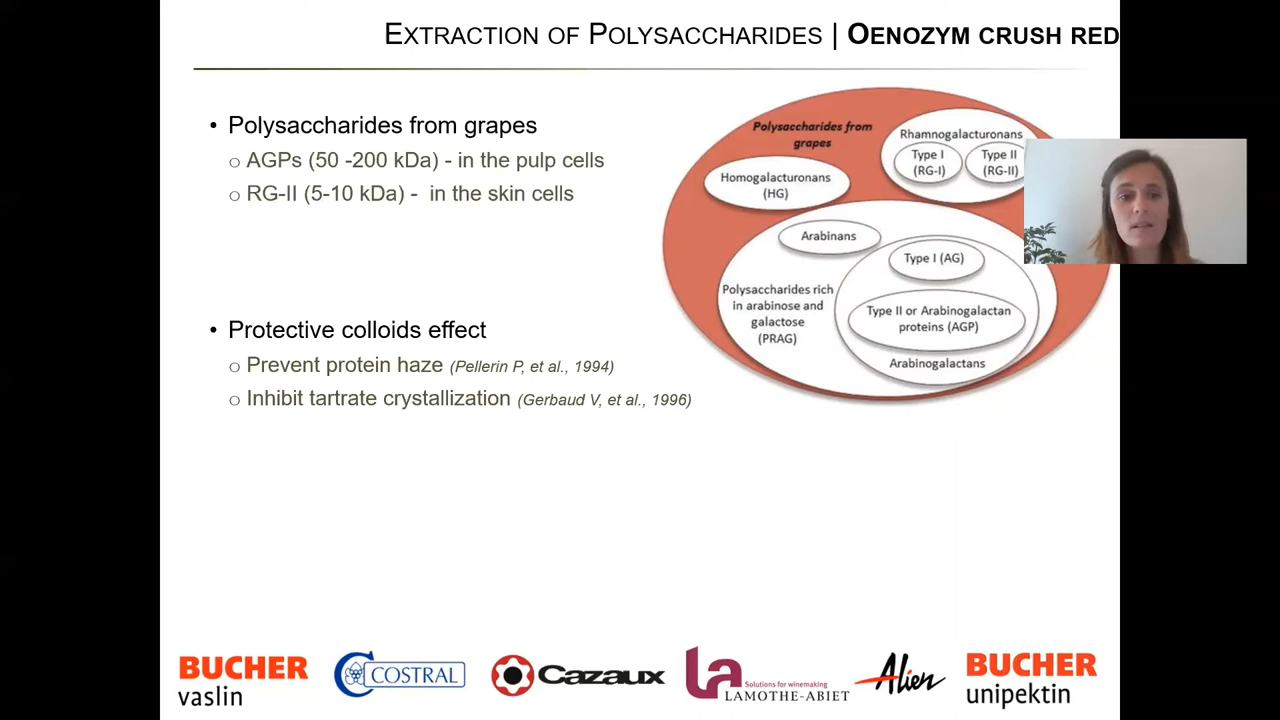 EXTRACTION OF POLYSACCHARIDES | OENOZYM CRUSH RED
• Polysaccharides from grapes
o AGPs (50 -200 kDa) - in the pulp cells
o RG-II (5-10 kDa) - in the skin cells
• Protective colloids effect
o Prevent protein haze (Pellerin P, et al., 1994)
o Inhibit tartrate crystallization (Gerbaud V, et al., 1996)
Polysaccharides from
grapes
Rhamnogalacturonans
Type I
(RG-I)
Type II
(RG-II)
Homogalacturonans
(HG)
Arabinans
Type I (AG)
Polysaccharides rich
in arabinose and
galactose
(PRAG)
Type II or Arabinogalactan
proteins (AGP)
Arabinogalactans
BUCHER
vaslin
COSTRAL
Cazaux
la
Solutions for winemaking
LAMOTHE-ABIET
Alien
BUCHER
unipektin